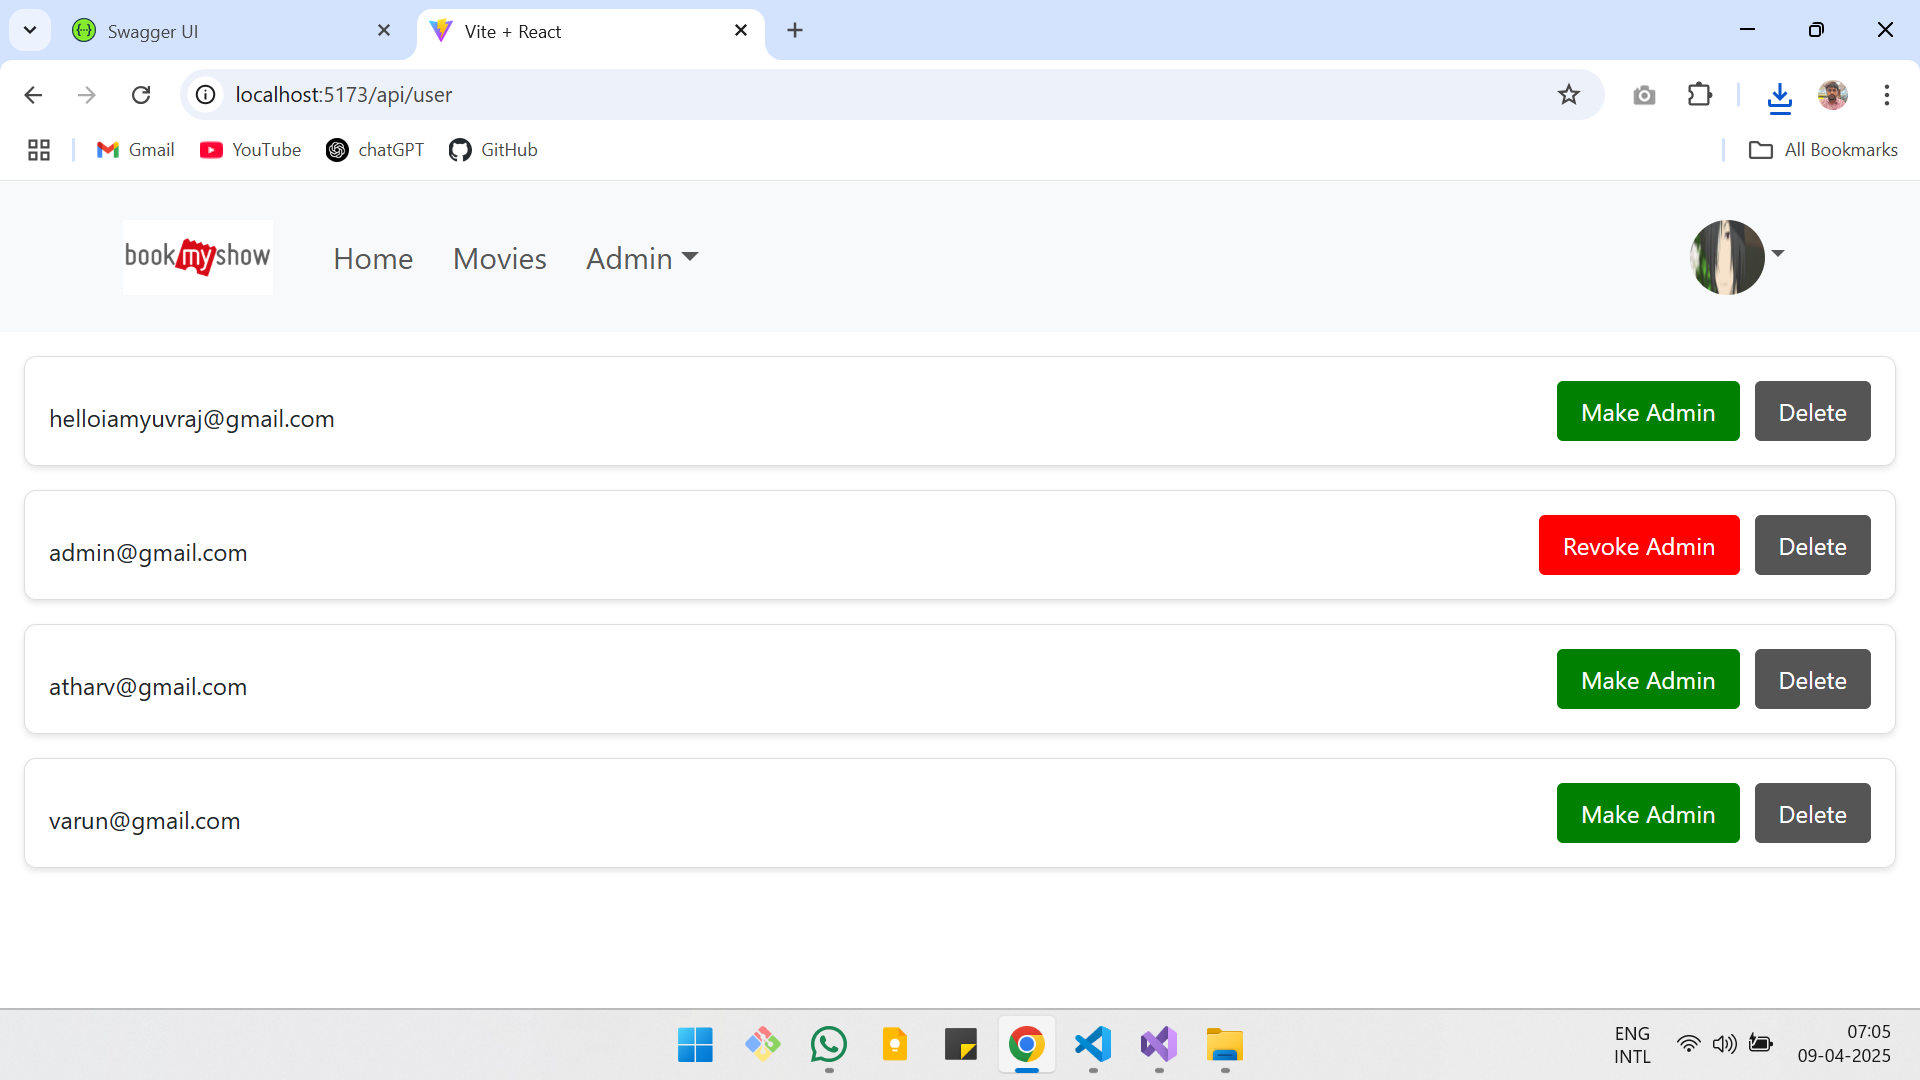 Swagger UI
Vite + React
localhost:5173/api/user
Gmail YouTube chatGPT GitHub All Bookmarks
bookmyshow Home Movies Admin
helloiamyuvraj@gmail.com Make Admin Delete
admin@gmail.com Revoke Admin Delete
atharv@gmail.com Make Admin Delete
varun@gmail.com Make Admin Delete
ENG
INTL
07:05
09-04-2025